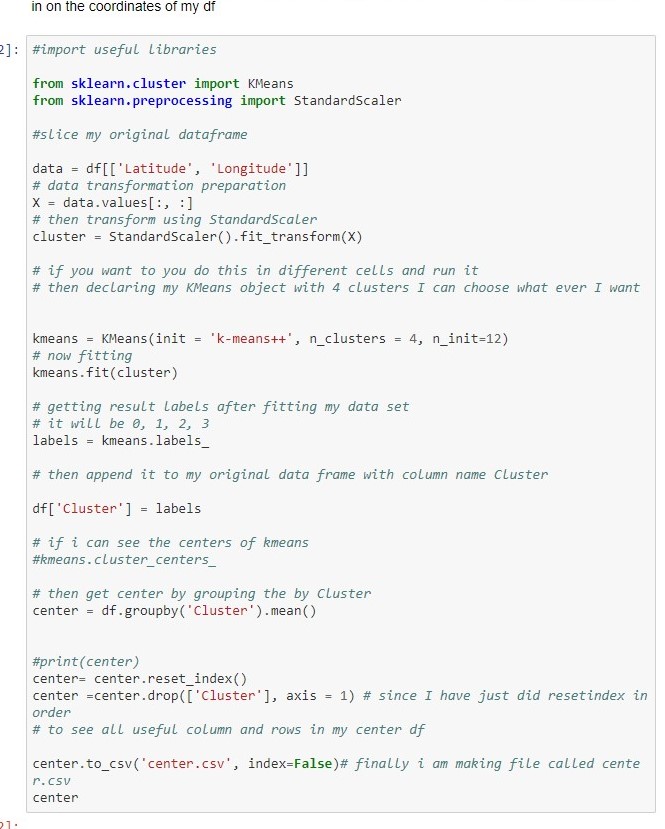 in on the coordinates of my df
2]: #import useful libraries
from sklearn.cluster import KMeans
from sklearn.preprocessing import StandardScaler
#slice my original dataframe
data = df[['Latitude', 'Longitude']]
# data transformation preparation
X = data.values[:, :]
# then transform using StandardScaler
cluster = StandardScaler().fit_transform(X)
# if you want to you do this in different cells and run it
# then declaring my KMeans object with 4 clusters I can choose what ever I want
kmeans = KMeans(init = 'k-means++', n_clusters = 4, n_init=12)
# now fitting
kmeans.fit(cluster)
# getting result labels after fitting my data set
# it will be 0, 1, 2, 3
labels = kmeans.labels_
# then append it to my original data frame with column name Cluster
df['Cluster'] = labels
# if i can see the centers of kmeans
#kmeans.cluster_centers_
# then get center by grouping the by Cluster
center = df.groupby('Cluster').mean()
#print(center)
center= center.reset_index()
center =center.drop(['Cluster'], axis = 1) # since I have just did resetindex in
order
# to see all useful column and rows in my center df
center.to_csv('center.csv', index=False)# finally i am making file called cente
r.csv
center